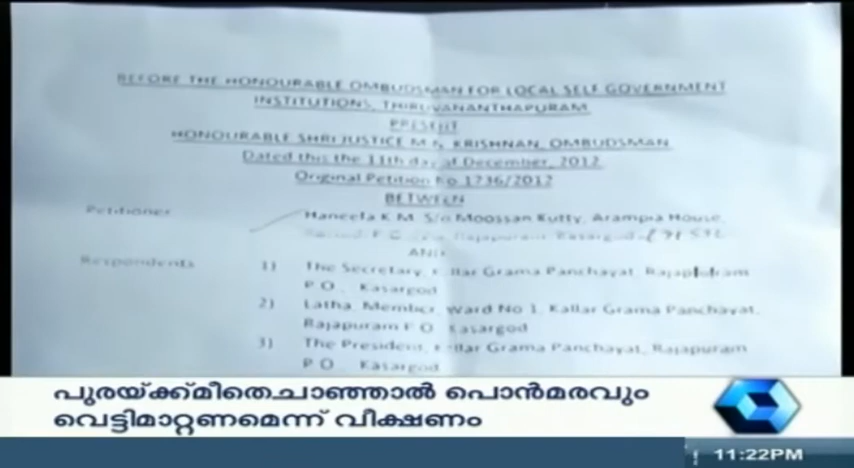 BEFORE THE HONOURABLE OMBUDSMAN FOR LOCAL SELF GOVERNMENT
INSTITUTIONS, THIRUVANANTHAPURAM
PRESENT
HONOURABLE SHRI JUSTICE M.N. KRISHNAN, OMBUDSMAN
Dated this the 11th day of December, 2012
Original Petition No 1736/2012
BETWEEN
Petitioner Haneefa K.M. S/o Moossan Kutty, House,
Rajapuram, Kasargod
AND
Respondents 1) The Secretary, Kallar Grama Panchayat, Rajapuram
P.O. Kasargod
2) Latha, Member, Ward No 1, Kallar Grama Panchayat,
Rajapuram P.O. Kasargod
3) The President, Kallar Grama Panchayat, Rajapuram
P.O. Kasargod
പുരയ്ക്ക്മീതെചാഞ്ഞാൽ പൊൻമരവും
വെട്ടിമാറ്റണമെന്ന് വീക്ഷണം
11:22PM